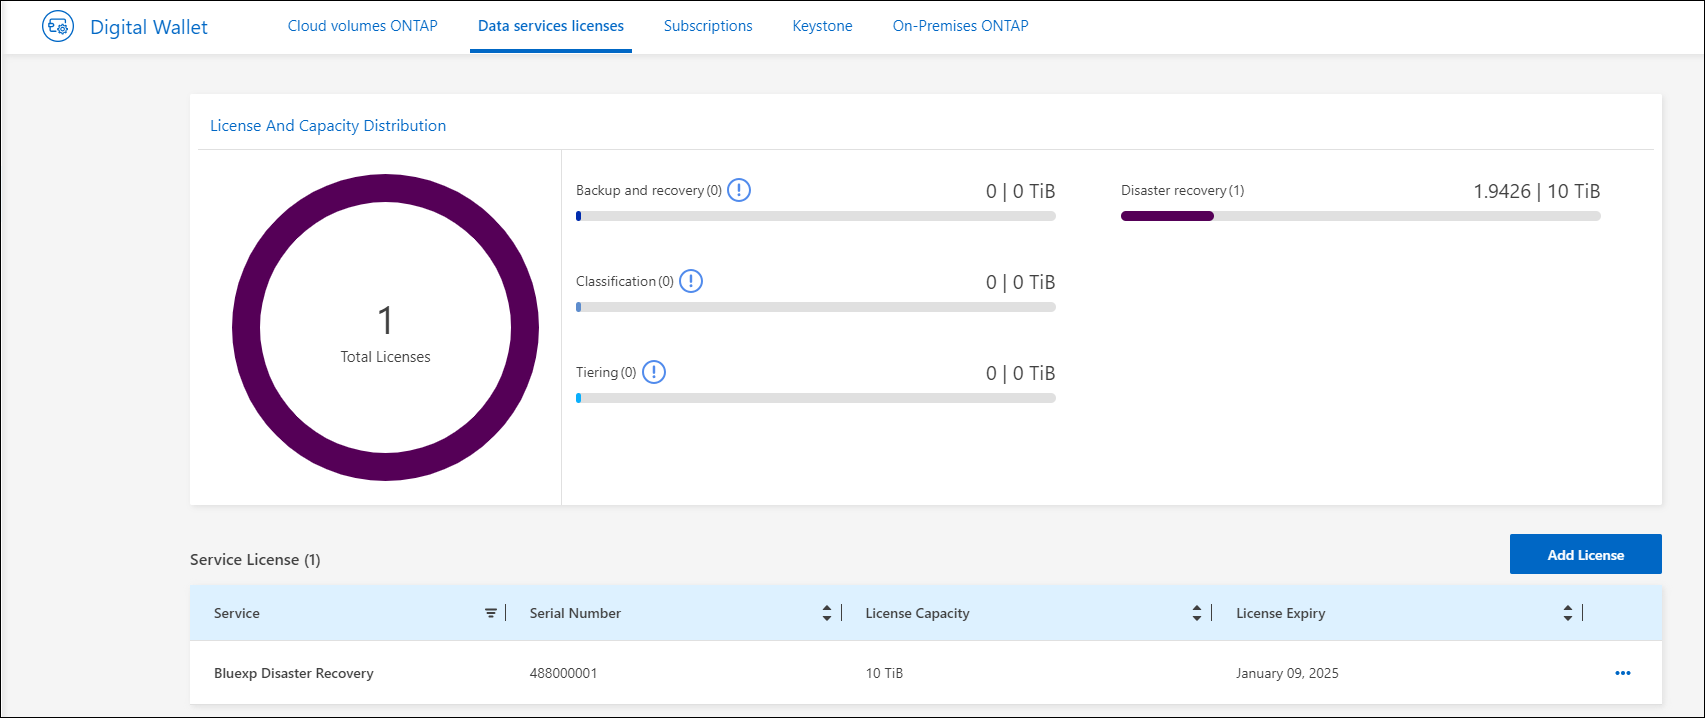 Digital Wallet
Cloud volumes ONTAP
Data services licenses
Subscriptions
Keystone
On-Premises ONTAP
License And Capacity Distribution
1
Total Licenses
Backup and recovery (0)
0 | 0 TiB
Disaster recovery (1)
1.9426 | 10 TiB
Classification (0)
0 | 0 TiB
Tiering (0)
0 | 0 TiB
Service License (1)
Add License
Service
Serial Number
License Capacity
License Expiry
Bluexp Disaster Recovery
488000001
10 TiB
January 09, 2025